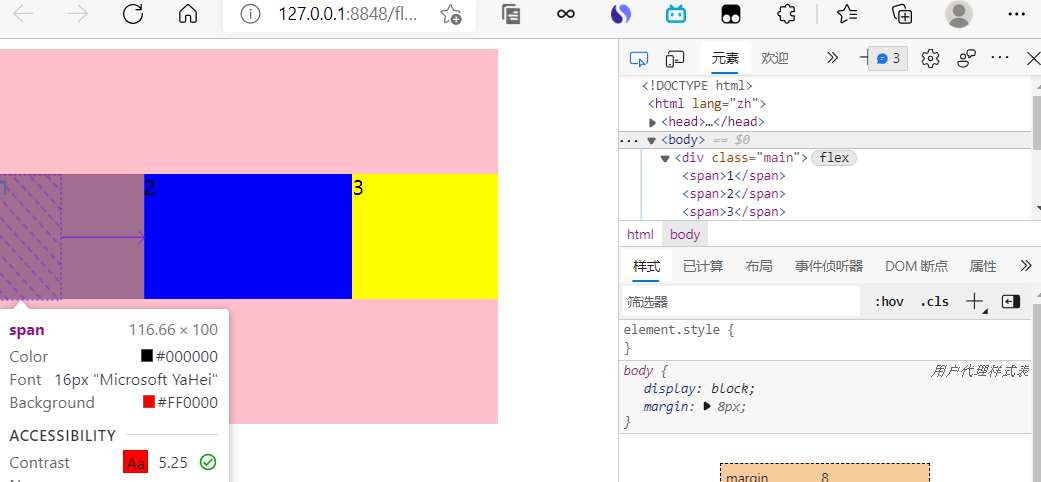 127.0.0.1:8848/fl...
1
2
3
span 116.66 × 100
Color #000000
Font 16px "Microsoft YaHei"
Background #FF0000
ACCESSIBILITY
Contrast Aa 5.25
元素 欢迎 3
<!DOCTYPE html>
<html lang="zh">
<head>…</head>
<body> == $0
<div class="main"> flex
<span>1</span>
<span>2</span>
<span>3</span>
html body
样式 已计算 布局 事件侦听器 DOM 断点 属性
筛选器 :hov .cls
element.style {
}
body { 用户代理样式表
display: block;
margin: 8px;
}
margin 8